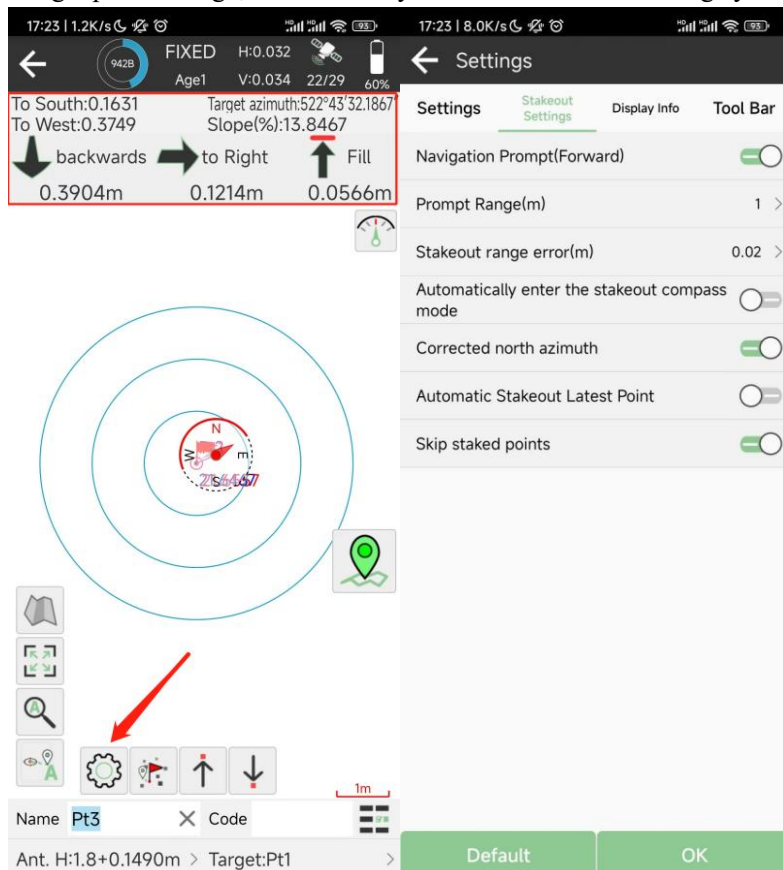 17:23 | 1.2K/s
93
942B
FIXED
H:0.032
Age1
V:0.034
22/29
60%
To South:0.1631
Target azimuth:522°43′32.1867″
To West:0.3749
Slope(%):13.8467
backwards
to Right
Fill
0.3904m
0.1214m
0.0566m
N
W
E
S
1m
Name
Pt3
Code
Ant. H:1.8+0.1490m >
Target:Pt1
>
17:23 | 8.0K/s
93
Settings
Settings
Stakeout
Settings
Display Info
Tool Bar
Navigation Prompt(Forward)
Prompt Range(m)
1 >
Stakeout range error(m)
0.02 >
Automatically enter the stakeout compass
mode
Corrected north azimuth
Automatic Stakeout Latest Point
Skip staked points
Default
OK